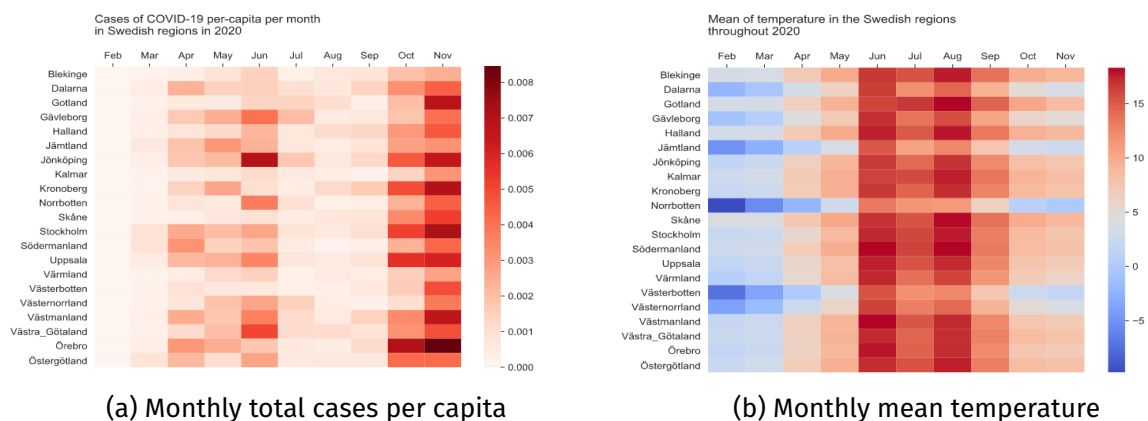 Cases of COVID-19 per-capita per month
in Swedish regions in 2020
Feb Mar Apr May Jun Jul Aug Sep Oct Nov
Blekinge
Dalarna
Gotland
Gävleborg
Halland
Jämtland
Jönköping
Kalmar
Kronoberg
Norrbotten
Skåne
Stockholm
Södermanland
Uppsala
Värmland
Västerbotten
Västernorrland
Västmanland
Västra_Götaland
Örebro
Östergötland
0.008
0.007
0.006
0.005
0.004
0.003
0.002
0.001
0.000
(a) Monthly total cases per capita
Mean of temperature in the Swedish regions
throughout 2020
Feb Mar Apr May Jun Jul Aug Sep Oct Nov
Blekinge
Dalarna
Gotland
Gävleborg
Halland
Jämtland
Jönköping
Kalmar
Kronoberg
Norrbotten
Skåne
Stockholm
Södermanland
Uppsala
Värmland
Västerbotten
Västernorrland
Västmanland
Västra_Götaland
Örebro
Östergötland
15
10
5
0
−5
(b) Monthly mean temperature